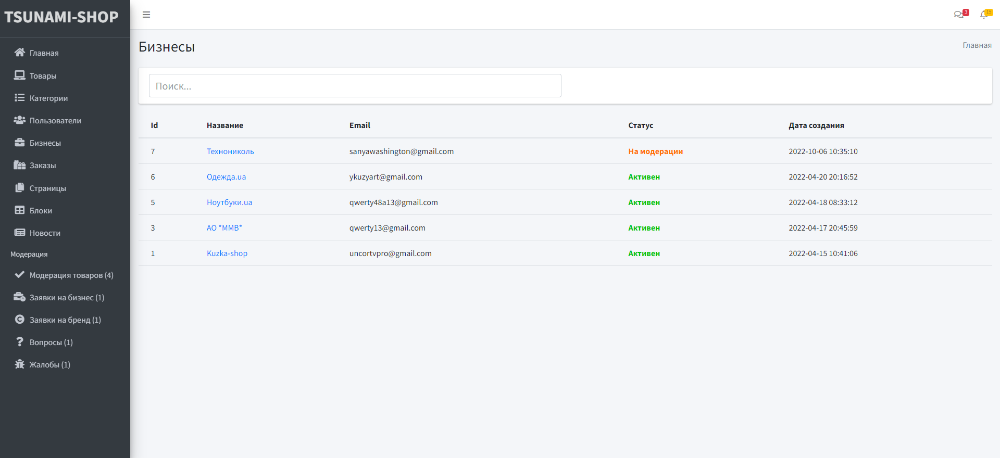 TSUNAMI-SHOP
Главная
Товары
Категории
Пользователи
Бизнесы
Заказы
Страницы
Блоки
Новости
Модерация
Модерация товаров (4)
Заявки на бизнес (1)
Заявки на бренд (1)
Вопросы (1)
Жалобы (1)
3
15
Бизнесы
Главная
Поиск...
Id Название Email Статус Дата создания
7 Технониколь sanyawashington@gmail.com На модерации 2022-10-06 10:35:10
6 Одежда.ua ykuzyart@gmail.com Активен 2022-04-20 20:16:52
5 Ноутбуки.ua qwerty48a13@gmail.com Активен 2022-04-18 08:33:12
3 АО *ММВ* qwerty13@gmail.com Активен 2022-04-17 20:45:59
1 Kuzka-shop uncortvpro@gmail.com Активен 2022-04-15 10:41:06